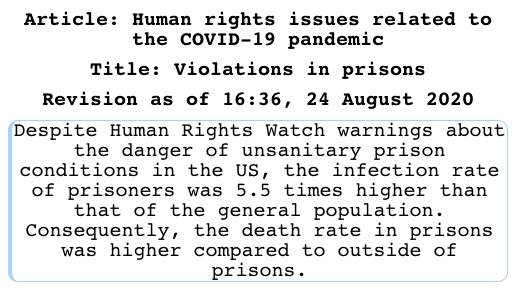 Article: Human rights issues related to
the COVID-19 pandemic
Title: Violations in prisons
Revision as of 16:36, 24 August 2020
Despite Human Rights Watch warnings about
the danger of unsanitary prison
conditions in the US, the infection rate
of prisoners was 5.5 times higher than
that of the general population.
Consequently, the death rate in prisons
was higher compared to outside of
prisons.